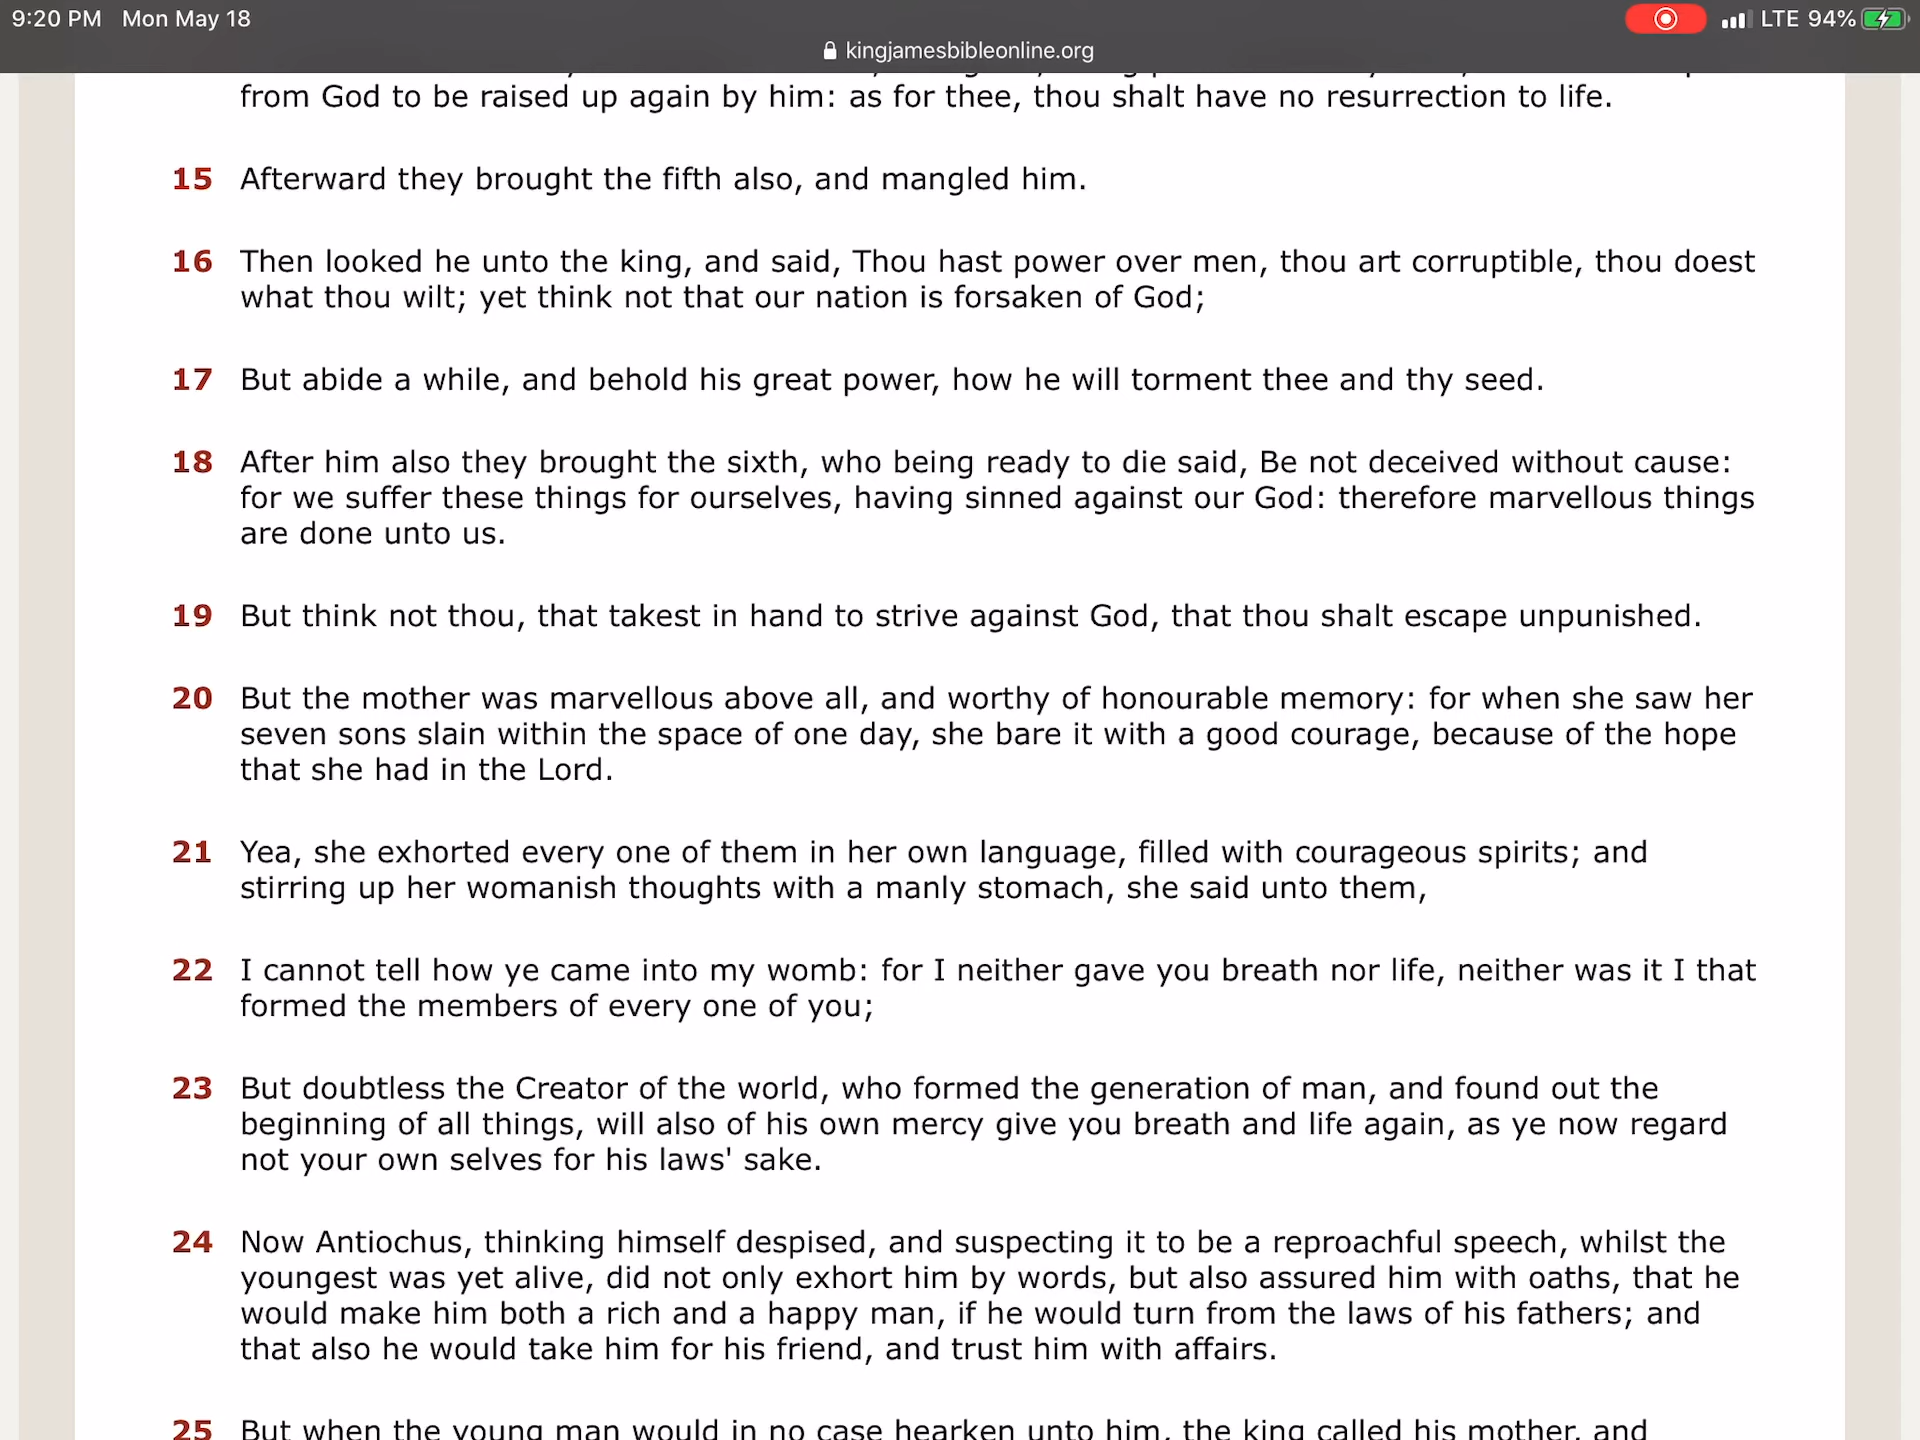 9:20 PM Mon May 18
LTE 94%
kingjamesbibleonline.org
from God to be raised up again by him: as for thee, thou shalt have no resurrection to life.
15 Afterward they brought the fifth also, and mangled him.
16 Then looked he unto the king, and said, Thou hast power over men, thou art corruptible, thou doest
what thou wilt; yet think not that our nation is forsaken of God;
17 But abide a while, and behold his great power, how he will torment thee and thy seed.
18 After him also they brought the sixth, who being ready to die said, Be not deceived without cause:
for we suffer these things for ourselves, having sinned against our God: therefore marvellous things
are done unto us.
19 But think not thou, that takest in hand to strive against God, that thou shalt escape unpunished.
20 But the mother was marvellous above all, and worthy of honourable memory: for when she saw her
seven sons slain within the space of one day, she bare it with a good courage, because of the hope
that she had in the Lord.
21 Yea, she exhorted every one of them in her own language, filled with courageous spirits; and
stirring up her womanish thoughts with a manly stomach, she said unto them,
22 I cannot tell how ye came into my womb: for I neither gave you breath nor life, neither was it I that
formed the members of every one of you;
23 But doubtless the Creator of the world, who formed the generation of man, and found out the
beginning of all things, will also of his own mercy give you breath and life again, as ye now regard
not your own selves for his laws' sake.
24 Now Antiochus, thinking himself despised, and suspecting it to be a reproachful speech, whilst the
youngest was yet alive, did not only exhort him by words, but also assured him with oaths, that he
would make him both a rich and a happy man, if he would turn from the laws of his fathers; and
that also he would take him for his friend, and trust him with affairs.
25 But when the young man would in no case hearken unto him, the king called his mother, and